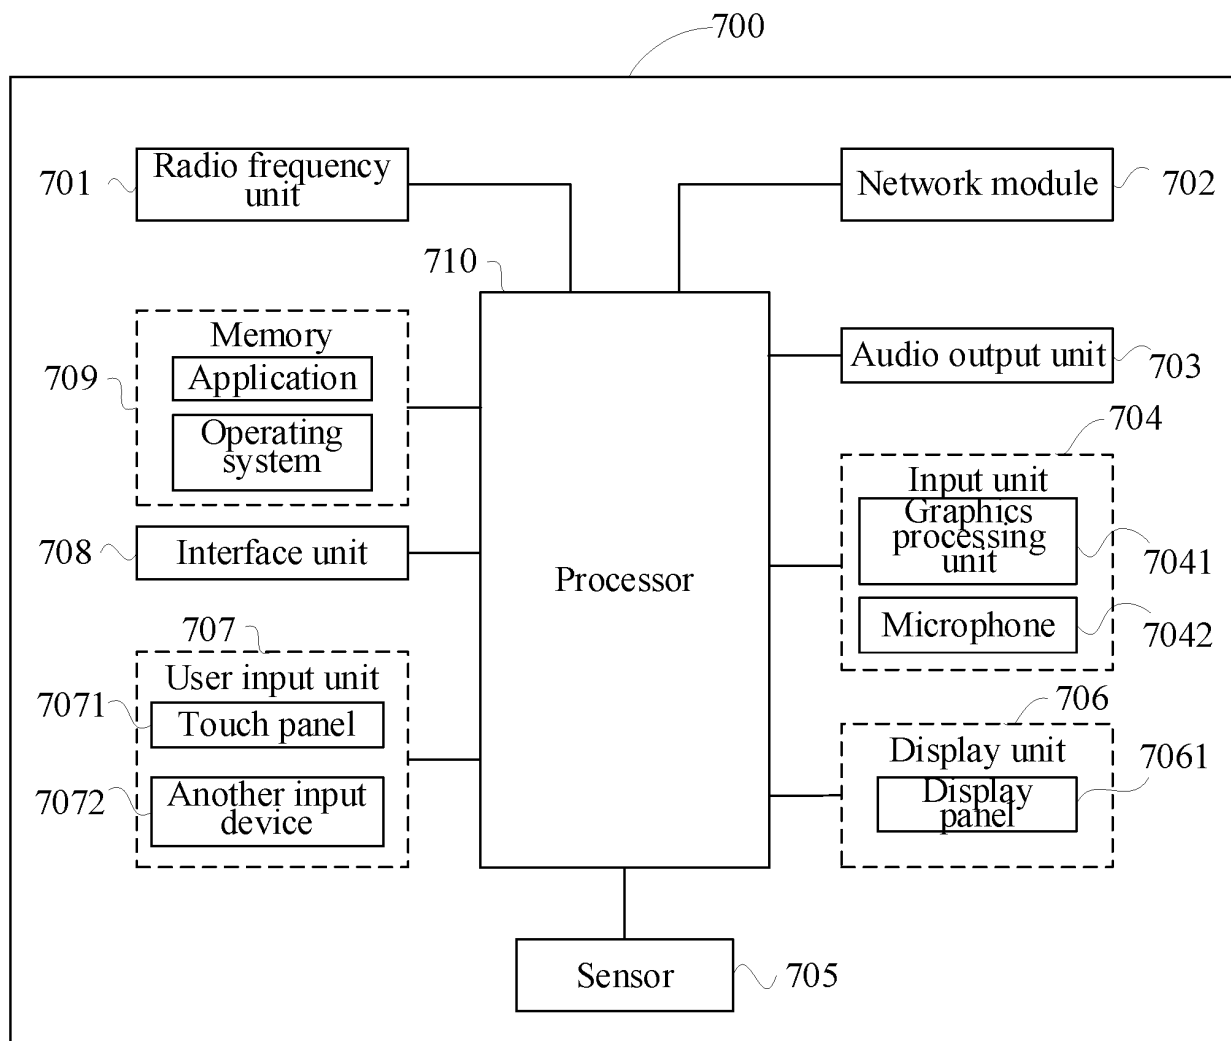 700
701
Radio frequency
unit
Network module
702
710
709
Memory
Application
Operating
system
Audio output unit
703
704
Input unit
Graphics
processing
unit
7041
Microphone
7042
708
Interface unit
Processor
707
User input unit
7071
Touch panel
7072
Another input
device
706
Display unit
7061
Display
panel
Sensor
705